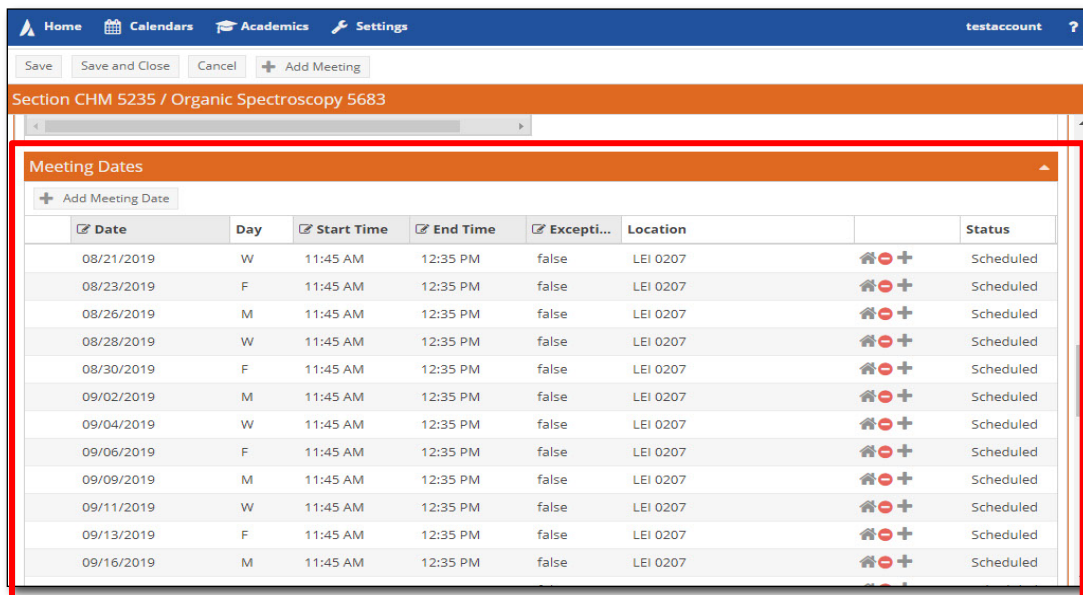 Home Calendars Academics Settings testaccount ?
Save Save and Close Cancel Add Meeting
Section CHM 5235 / Organic Spectroscopy 5683
Meeting Dates
Add Meeting Date
Date Day Start Time End Time Excepti... Location Status
08/21/2019 W 11:45 AM 12:35 PM false LEI 0207 Scheduled
08/23/2019 F 11:45 AM 12:35 PM false LEI 0207 Scheduled
08/26/2019 M 11:45 AM 12:35 PM false LEI 0207 Scheduled
08/28/2019 W 11:45 AM 12:35 PM false LEI 0207 Scheduled
08/30/2019 F 11:45 AM 12:35 PM false LEI 0207 Scheduled
09/02/2019 M 11:45 AM 12:35 PM false LEI 0207 Scheduled
09/04/2019 W 11:45 AM 12:35 PM false LEI 0207 Scheduled
09/06/2019 F 11:45 AM 12:35 PM false LEI 0207 Scheduled
09/09/2019 M 11:45 AM 12:35 PM false LEI 0207 Scheduled
09/11/2019 W 11:45 AM 12:35 PM false LEI 0207 Scheduled
09/13/2019 F 11:45 AM 12:35 PM false LEI 0207 Scheduled
09/16/2019 M 11:45 AM 12:35 PM false LEI 0207 Scheduled